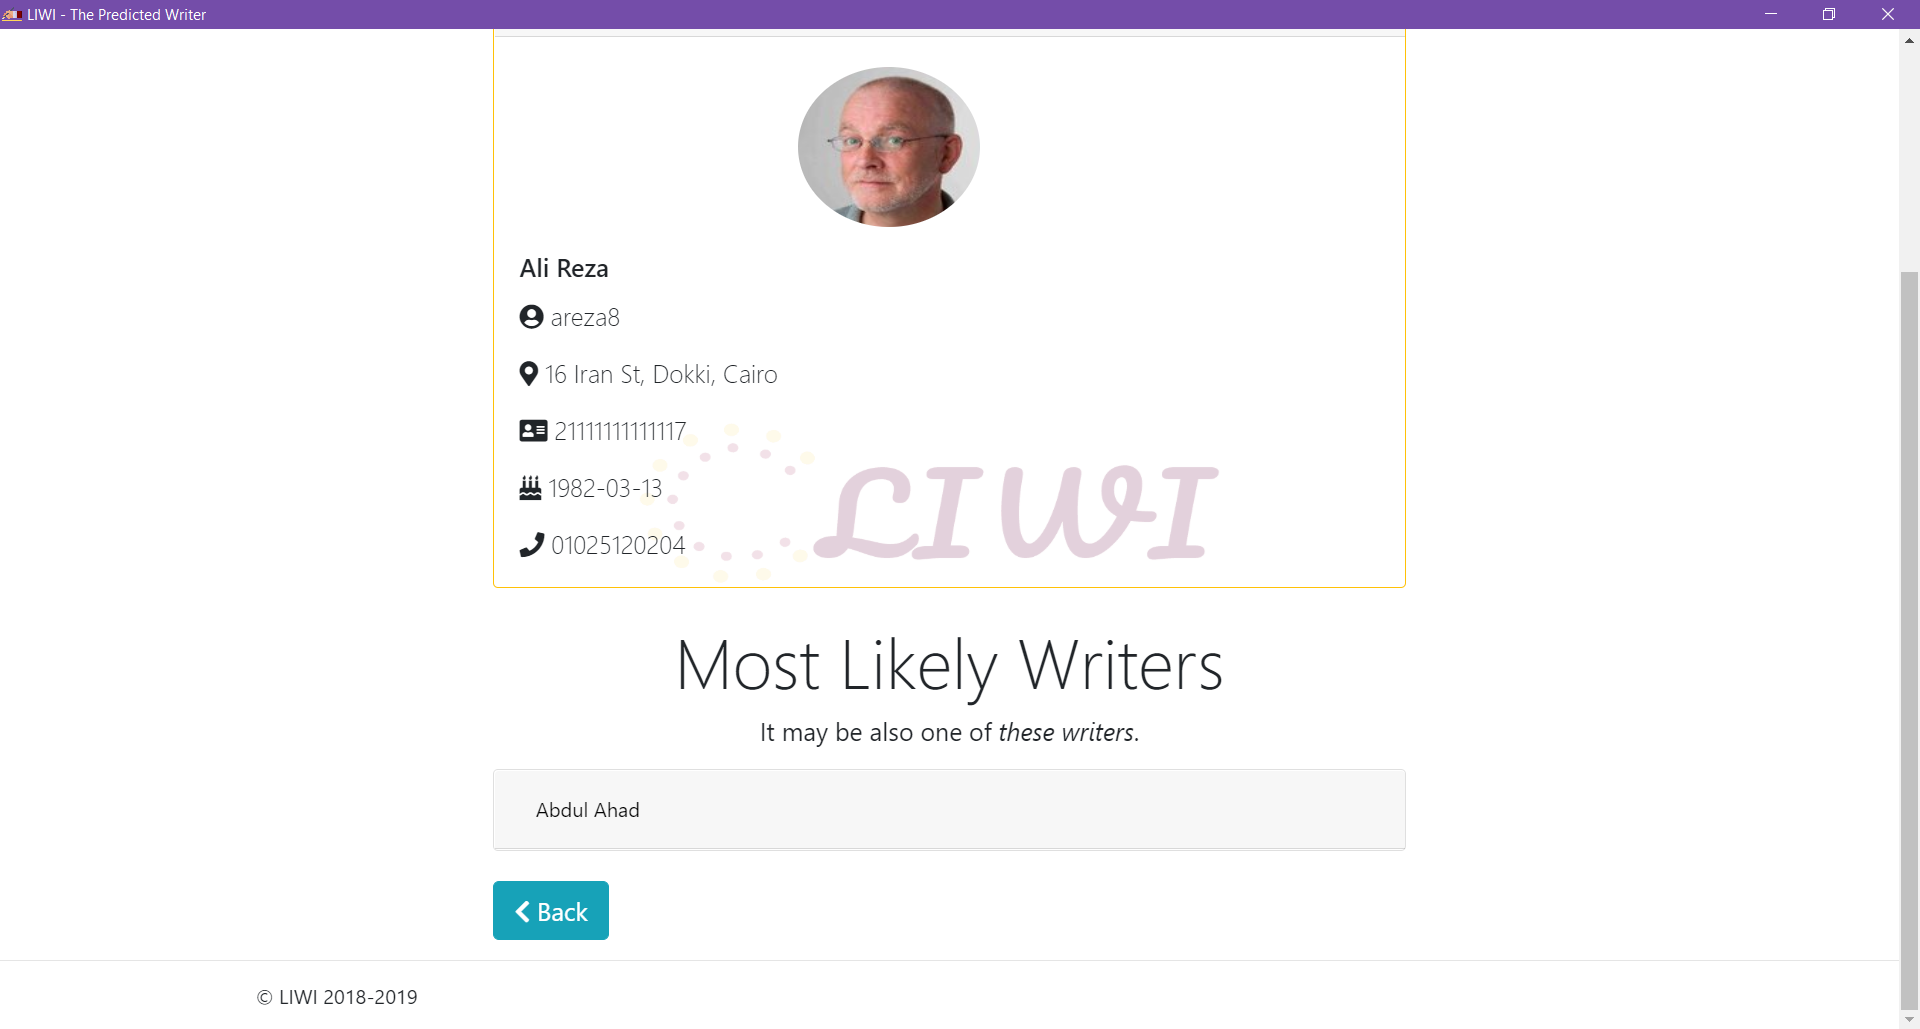 LIWI - The Predicted Writer
Ali Reza
areza8
16 Iran St, Dokki, Cairo
21111111111117
1982-03-13
01025120204
LIWI
Most Likely Writers
It may be also one of these writers.
Abdul Ahad
Back
© LIWI 2018-2019